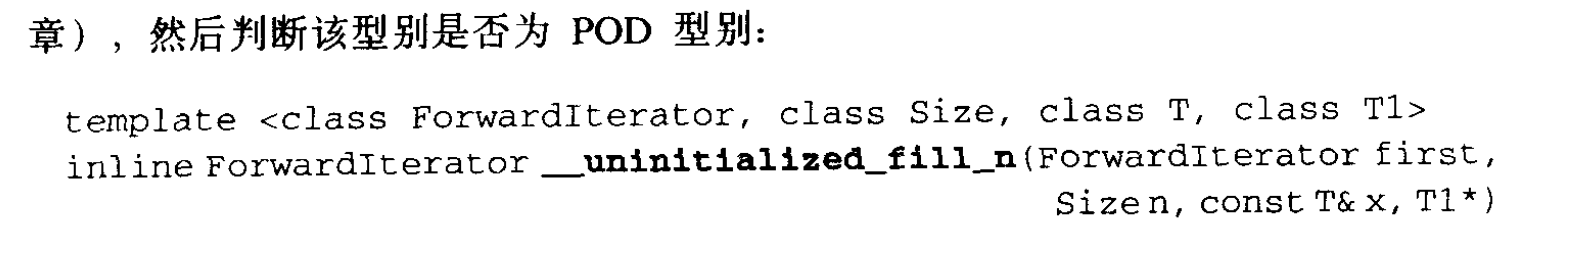 章），然后判断该型别是否为 POD 型别：
template <class ForwardIterator, class Size, class T, class T1>
inline ForwardIterator __uninitialized_fill_n(ForwardIterator first,
Size n, const T& x, T1*)